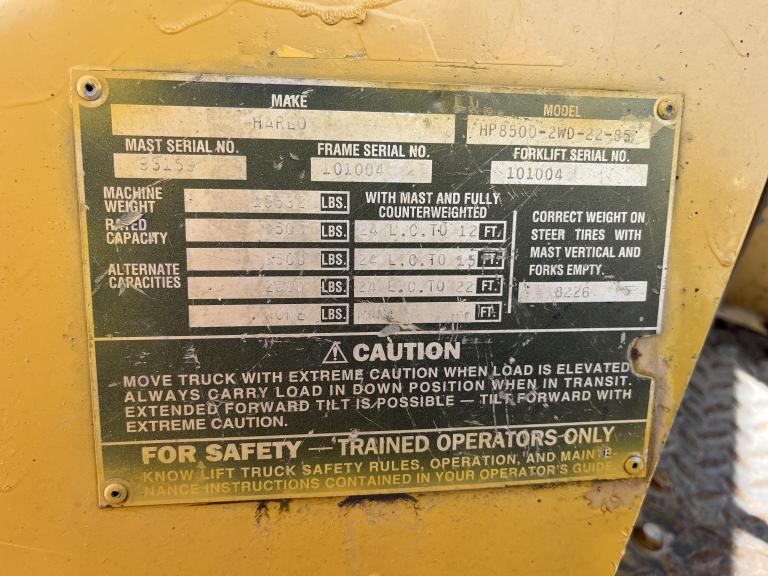 MAKE
MODEL
HARLO
HP8500-2WD-22-95
MAST SERIAL NO.
FRAME SERIAL NO.
FORKLIFT SERIAL NO.
93159
101004
101004
MACHINE WEIGHT
LBS.
WITH MAST AND FULLY COUNTERWEIGHTED
CORRECT WEIGHT ON
STEER TIRES WITH
MAST VERTICAL AND
FORKS EMPTY.
8226
RATED CAPACITY
LBS.
24 L.C.TO 12 FT.
ALTERNATE CAPACITIES
LBS.
24 L.C.TO 15 FT.
LBS.
24 L.C.TO 22 FT.
NONE LBS.
FT.
CAUTION
MOVE TRUCK WITH EXTREME CAUTION WHEN LOAD IS ELEVATED
ALWAYS CARRY LOAD IN DOWN POSITION WHEN IN TRANSIT.
EXTENDED FORWARD TILT IS POSSIBLE — TILT FORWARD WITH
EXTREME CAUTION.
FOR SAFETY — TRAINED OPERATORS ONLY
KNOW LIFT TRUCK SAFETY RULES, OPERATION, AND MAINTE-
NANCE INSTRUCTIONS CONTAINED IN YOUR OPERATOR'S GUIDE